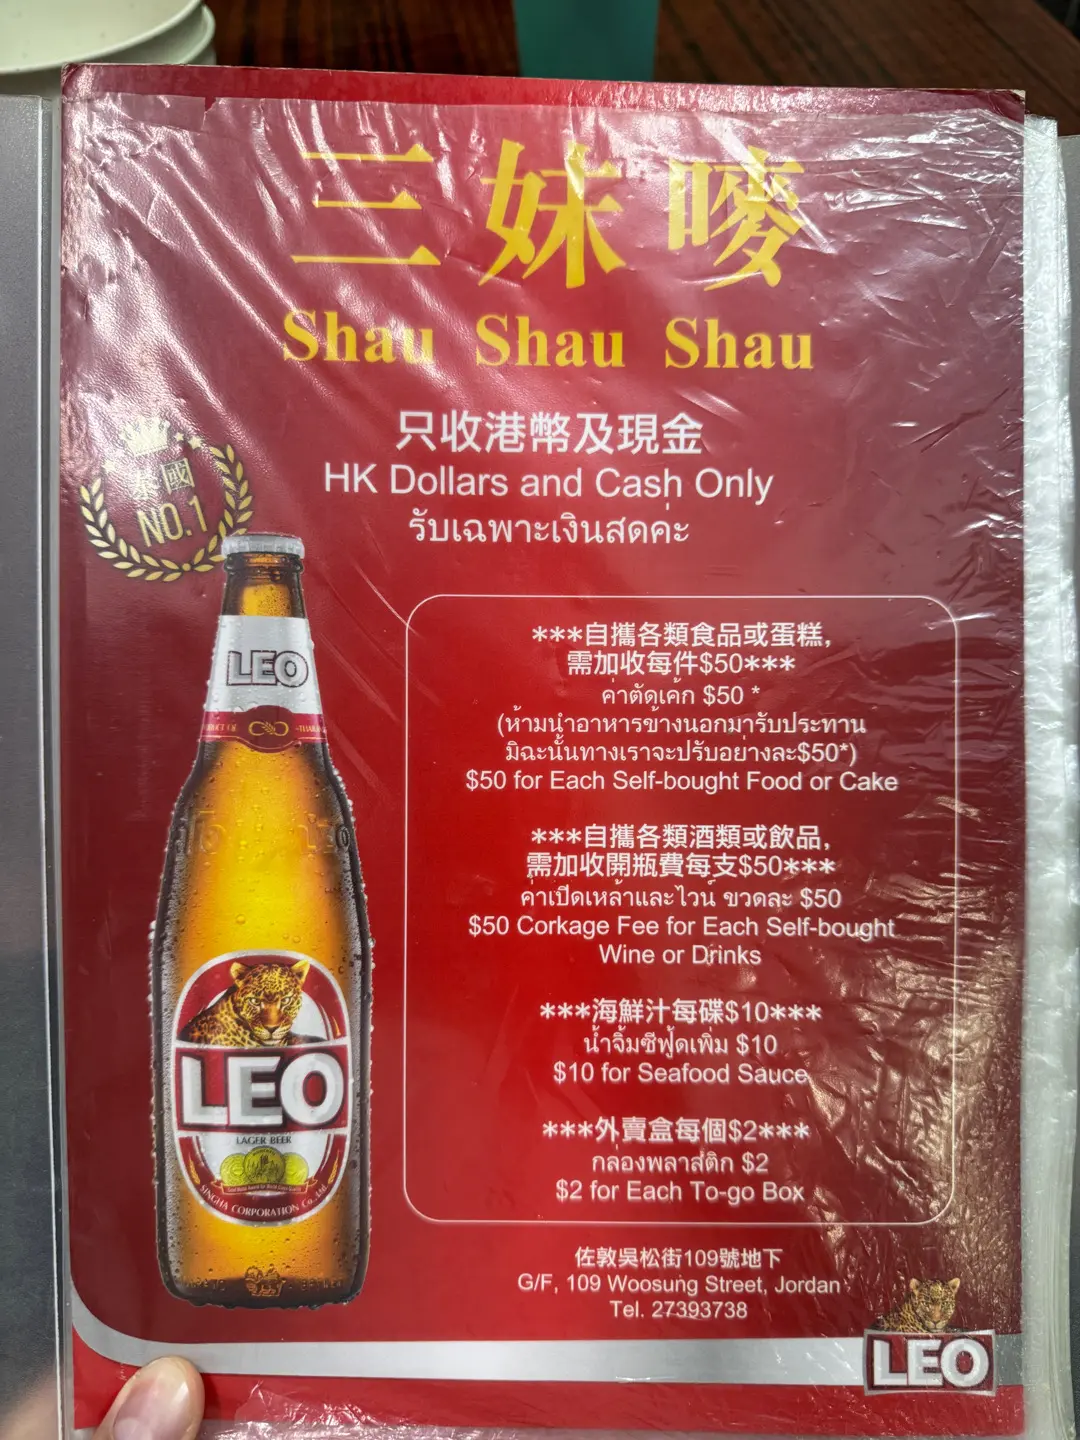 三妹嘜
Shau Shau Shau
只收港幣及現金
HK Dollars and Cash Only
รับเฉพาะเงินสดค่ะ
泰國
NO.1
***自攜各類食品或蛋糕,
需加收每件$50***
ค่าตัดเค้ก $50 *
(ห้ามนำอาหารข้างนอกมารับประทาน
มิฉะนั้นทางเราจะปรับอย่างละ$50*)
$50 for Each Self-bought Food or Cake
***自攜各類酒類或飲品,
需加收開瓶費每支$50***
ค่าเปิดเหล้าและไวน์ ขวดละ $50
$50 Corkage Fee for Each Self-bought
Wine or Drinks
***海鮮汁每碟$10***
น้ำจิ้มซีฟู้ดเพิ่ม $10
$10 for Seafood Sauce
***外賣盒每個$2***
กล่องพลาสติก $2
$2 for Each To-go Box
佐敦吳松街109號地下
G/F, 109 Woosung Street, Jordan
Tel. 27393738
LEO
LEO
LAGER BEER
SINGHA CORPORATION Co., Ltd.
LEO